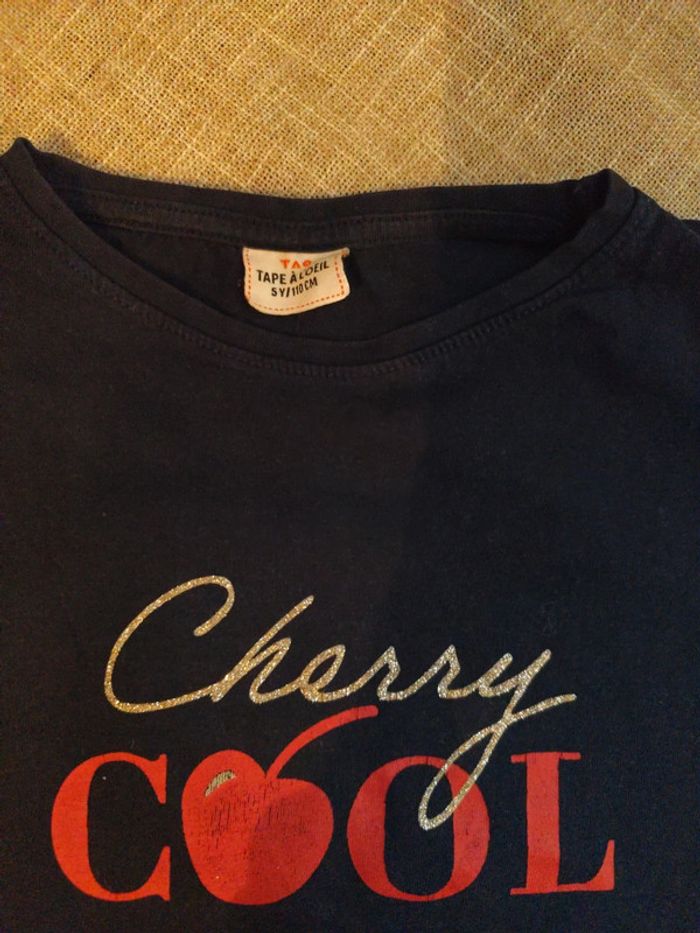 TAO
TAPE À L'OEIL
5Y/110CM
Cherry
COOL